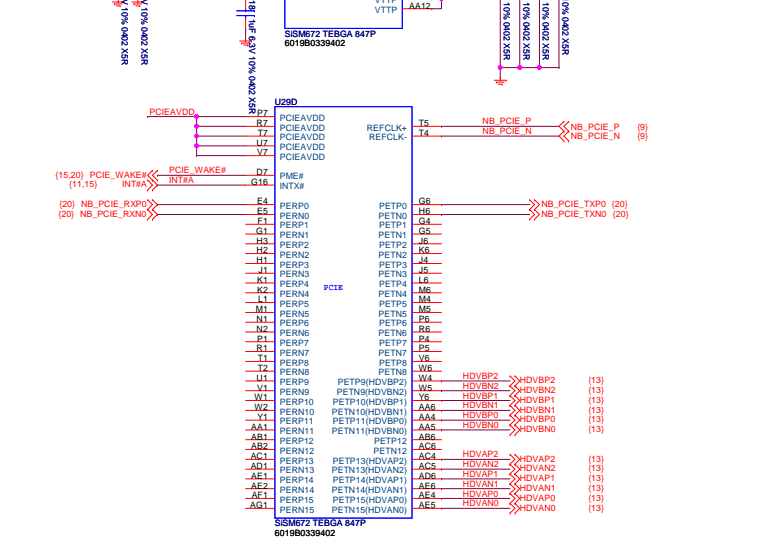 VTTP
VTTP AA12
SiSM672 TEBGA 847P
6019B0339402
V 10% 0402 X5R
V 10% 0402 X5R
1uF 6.3V 10% 0402 X5R
10% 0402 X5R
10% 0402 X5R
10% 0402 X5R
0% 0402 X5R
U29D
PCIEAVDD P7 PCIEAVDD
R7 PCIEAVDD REFCLK+ T5 NB_PCIE_P NB_PCIE_P {9}
T7 PCIEAVDD REFCLK- T4 NB_PCIE_N NB_PCIE_N {9}
U7 PCIEAVDD
V7 PCIEAVDD
{15,20} PCIE_WAKE# PCIE_WAKE# D7 PME#
{11,15} INT#A INT#A G16 INTX#
{20} NB_PCIE_RXP0 E4 PERP0 PETP0 G6 NB_PCIE_TXP0 {20}
{20} NB_PCIE_RXN0 E5 PERN0 PETN0 H6 NB_PCIE_TXN0 {20}
F1 PERP1 PETP1 G4
G1 PERN1 PETN1 G5
H3 PERP2 PETP2 J6
H2 PERN2 PETN2 K6
H1 PERP3 PETP3 J4
J1 PERN3 PETN3 J5
K1 PERP4 PETP4 L6
K2 PERN4 PCIE PETN4 M6
L1 PERP5 PETP5 M4
M1 PERN5 PETN5 M5
N1 PERP6 PETP6 P6
N2 PERN6 PETN6 R6
P1 PERP7 PETP7 P4
R1 PERN7 PETN7 P5
T1 PERP8 PETP8 V6
T2 PERN8 PETN8 W6
U1 PERP9 PETP9(HDVBP2) W4 HDVBP2 HDVBP2 {13}
V1 PERN9 PETN9(HDVBN2) W5 HDVBN2 HDVBN2 {13}
W1 PERP10 PETP10(HDVBP1) Y6 HDVBP1 HDVBP1 {13}
W2 PERN10 PETN10(HDVBN1) AA6 HDVBN1 HDVBN1 {13}
Y1 PERP11 PETP11(HDVBP0) AA4 HDVBP0 HDVBP0 {13}
AA1 PERN11 PETN11(HDVBN0) AA5 HDVBN0 HDVBN0 {13}
AB1 PERP12 PETP12 AB6
AB2 PERN12 PETN12 AC6
AC1 PERP13 PETP13(HDVAP2) AC4 HDVAP2 HDVAP2 {13}
AD1 PERN13 PETN13(HDVAN2) AC5 HDVAN2 HDVAN2 {13}
AE1 PERP14 PETP14(HDVAP1) AD6 HDVAP1 HDVAP1 {13}
AE2 PERN14 PETN14(HDVAN1) AE6 HDVAN1 HDVAN1 {13}
AF1 PERP15 PETP15(HDVAP0) AE4 HDVAP0 HDVAP0 {13}
AG1 PERN15 PETN15(HDVAN0) AE5 HDVAN0 HDVAN0 {13}
SiSM672 TEBGA 847P
6019B0339402